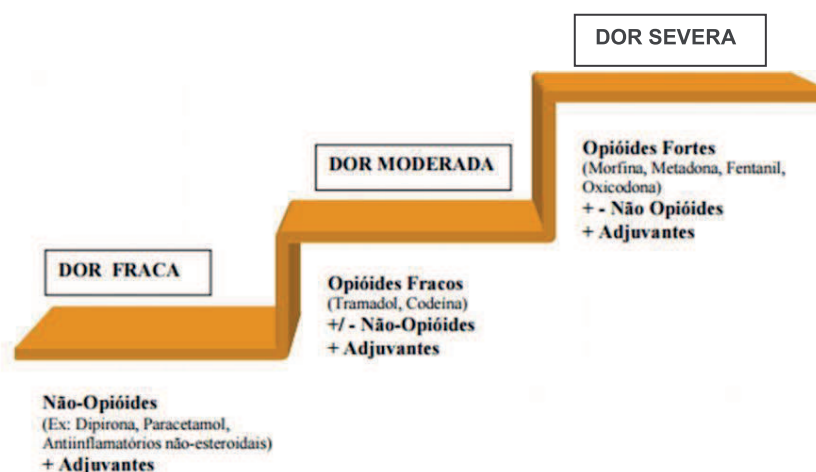 DOR SEVERA
Opióides Fortes
(Morfina, Metadona, Fentanil,
Oxicodona)
+ - Não Opióides
+ Adjuvantes
DOR MODERADA
Opióides Fracos
(Tramadol, Codeína)
+/ - Não-Opióides
+ Adjuvantes
DOR FRACA
Não-Opióides
(Ex: Dipirona, Paracetamol,
Antiinflamatórios não-esteroidais)
+ Adjuvantes